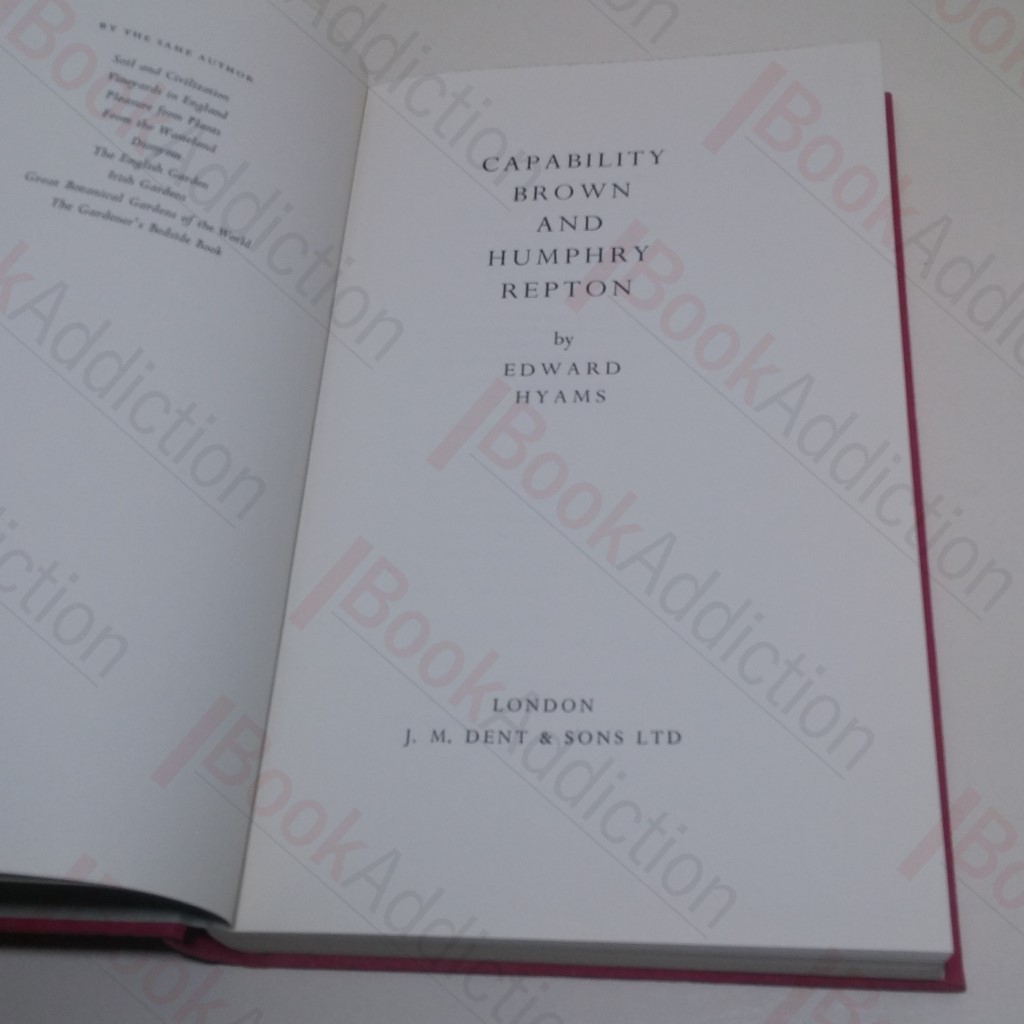 BY THE SAME AUTHOR
Soil and Civilization
Vineyards in England
Pleasure from Plants
From the Wasteland
Dionysus
The English Garden
Irish Gardens
Great Botanical Gardens of the World
The Gardener's Bedside Book
CAPABILITY
BROWN
AND
HUMPHRY
REPTON
by
EDWARD
HYAMS
LONDON
J. M. DENT & SONS LTD
BookAddiction